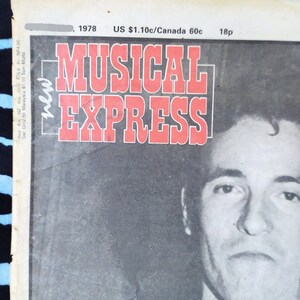 , 1978 US $1.10c/Canada 60c 18p
new
MUSICAL
EXPRESS